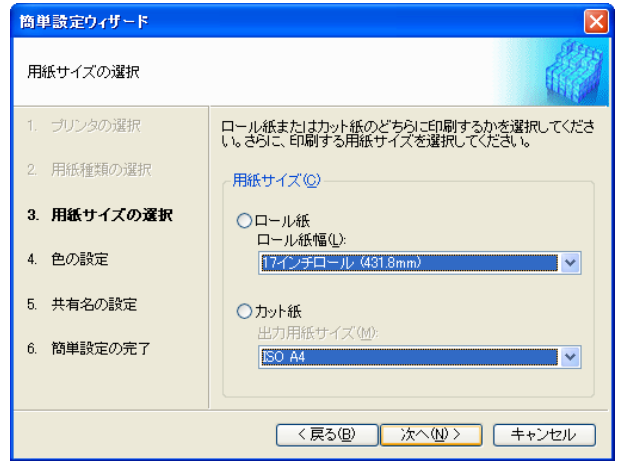 簡単設定ウィザード
用紙サイズの選択
1. プリンタの選択
2. 用紙種類の選択
3. 用紙サイズの選択
4. 色の設定
5. 共有名の設定
6. 簡単設定の完了
ロール紙またはカット紙のどちらに印刷するかを選択してくださ
い。さらに、印刷する用紙サイズを選択してください。
用紙サイズ(C)
ロール紙
ロール紙幅(L):
17インチロール (431.8mm)
カット紙
出力用紙サイズ(M):
ISO A4
< 戻る(B)
次へ(N) >
キャンセル